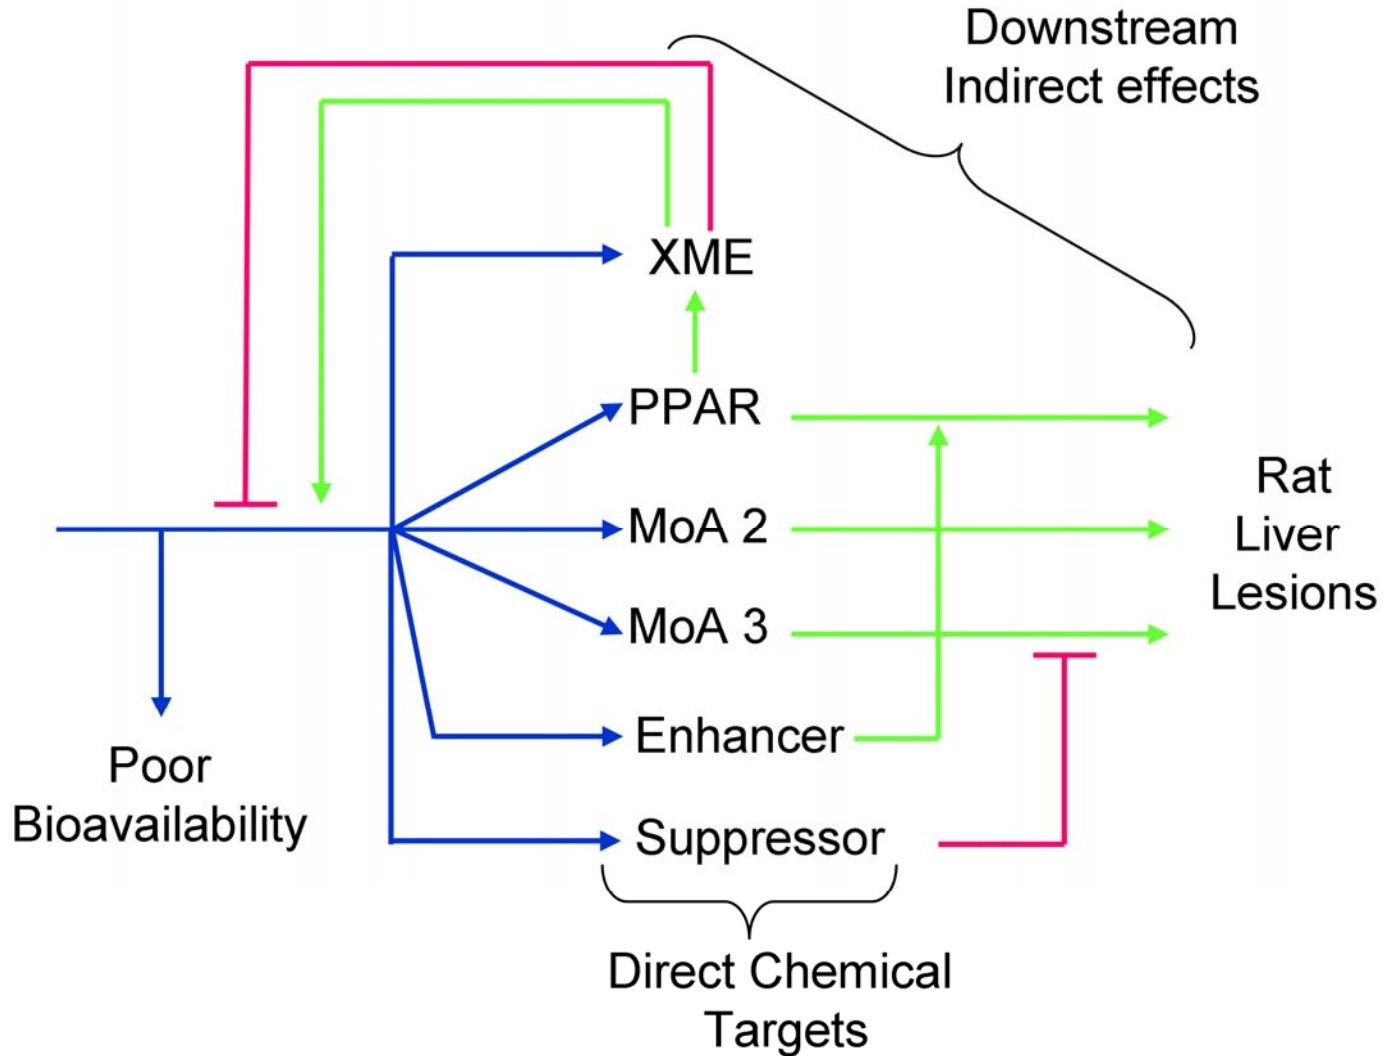 Downstream
Indirect effects
XME
PPAR
MoA 2
MoA 3
Enhancer
Suppressor
Rat
Liver
Lesions
Poor
Bioavailability
Direct Chemical
Targets